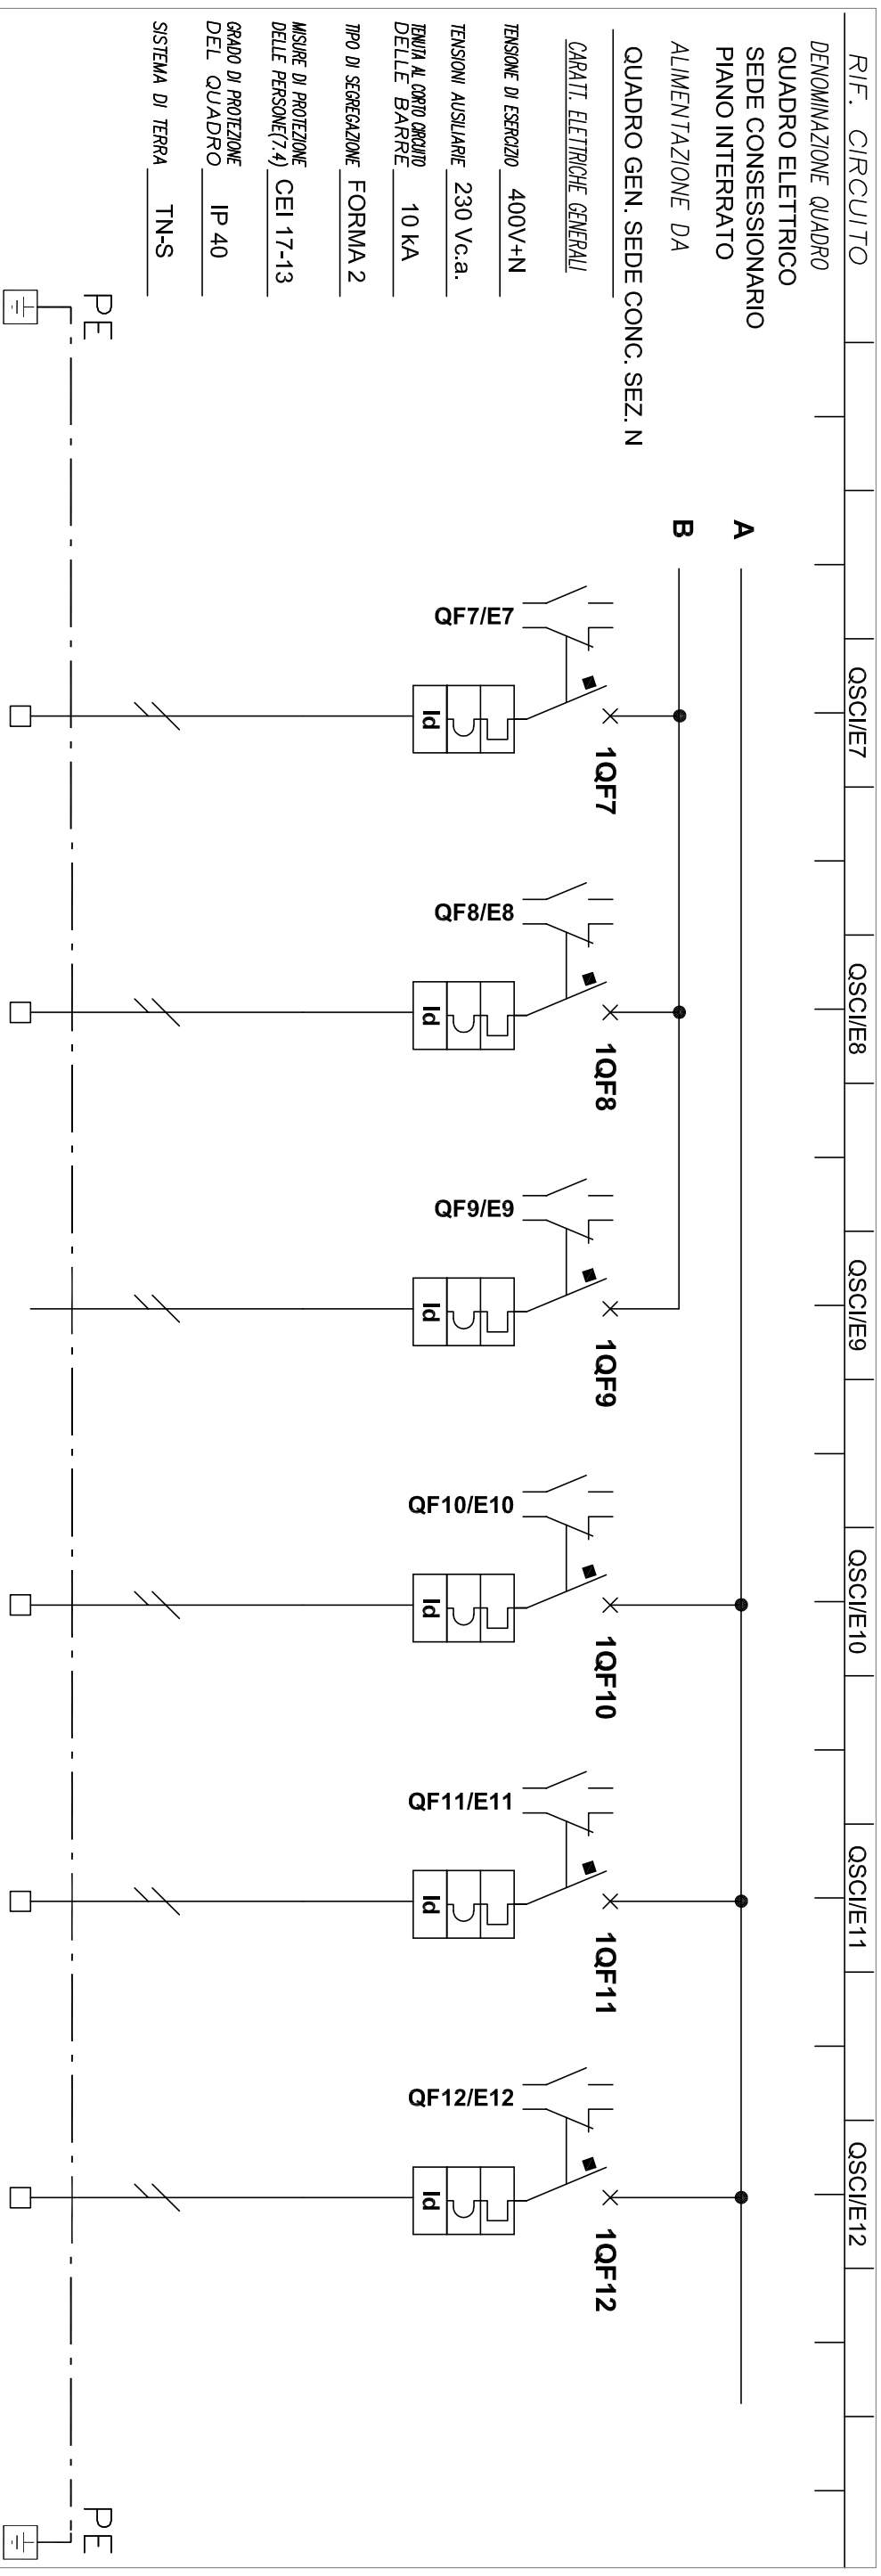 RIF. CIRCUITO
QSCI/E7
QSCI/E8
QSCI/E9
QSCI/E10
QSCI/E11
QSCI/E12
DENOMINAZIONE QUADRO
QUADRO ELETTRICO
SEDE CONSESSIONARIO
PIANO INTERRATO
ALIMENTAZIONE DA
QUADRO GEN. SEDE CONC. SEZ. N
CARATT. ELETTRICHE GENERALI
TENSIONE DI ESERCIZIO 400V+N
TENSIONI AUSILIARIE 230 Vc.a.
TENUTA AL CORTO CIRCUITO
DELLE BARRE 10 kA
TIPO DI SEGREGAZIONE FORMA 2
MISURE DI PROTEZIONE
DELLE PERSONE(7.4) CEI 17-13
GRADO DI PROTEZIONE
DEL QUADRO IP 40
SISTEMA DI TERRA TN-S
A
B
1QF7
QF7/E7
Id
1QF8
QF8/E8
Id
1QF9
QF9/E9
Id
1QF10
QF10/E10
Id
1QF11
QF11/E11
Id
1QF12
QF12/E12
Id
PE
PE